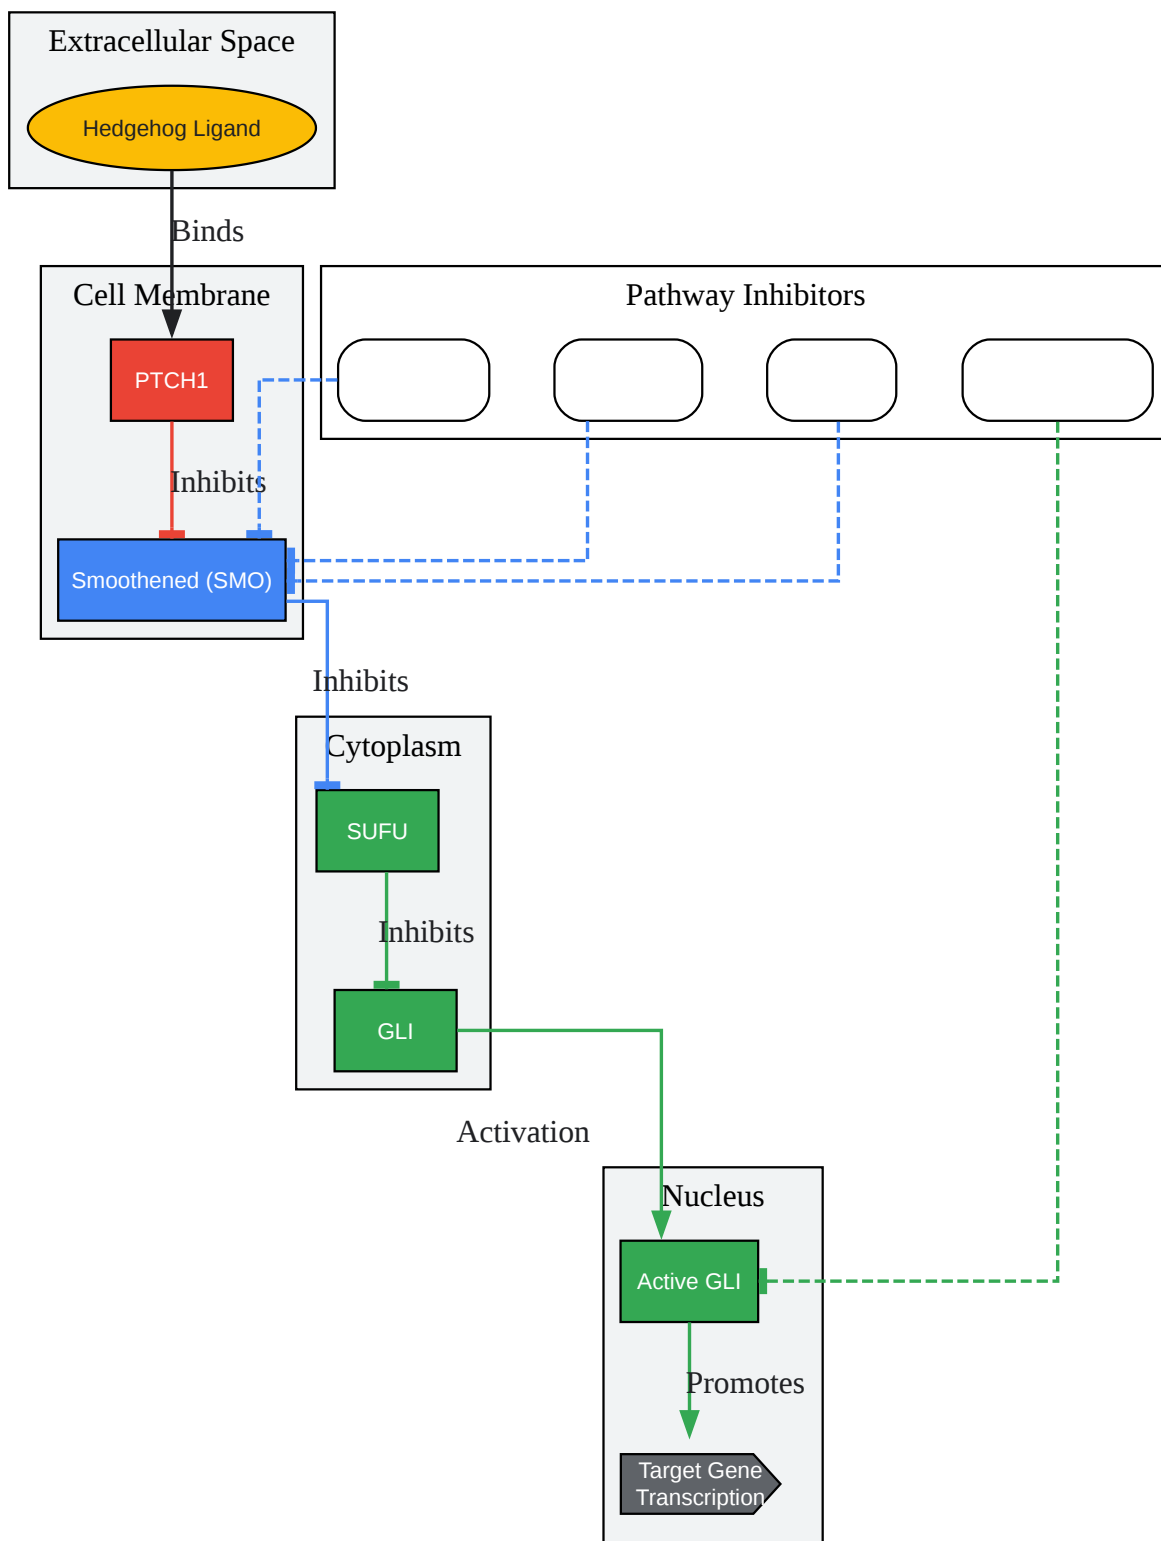 Extracellular Space
Hedgehog Ligand
Binds
Cell Membrane
Pathway Inhibitors
PTCH1
Inhibits
Smoothened (SMO)
Inhibits
Cytoplasm
SUFU
Inhibits
GLI
Activation
Nucleus
Active GLI
Promotes
Target Gene
Transcription